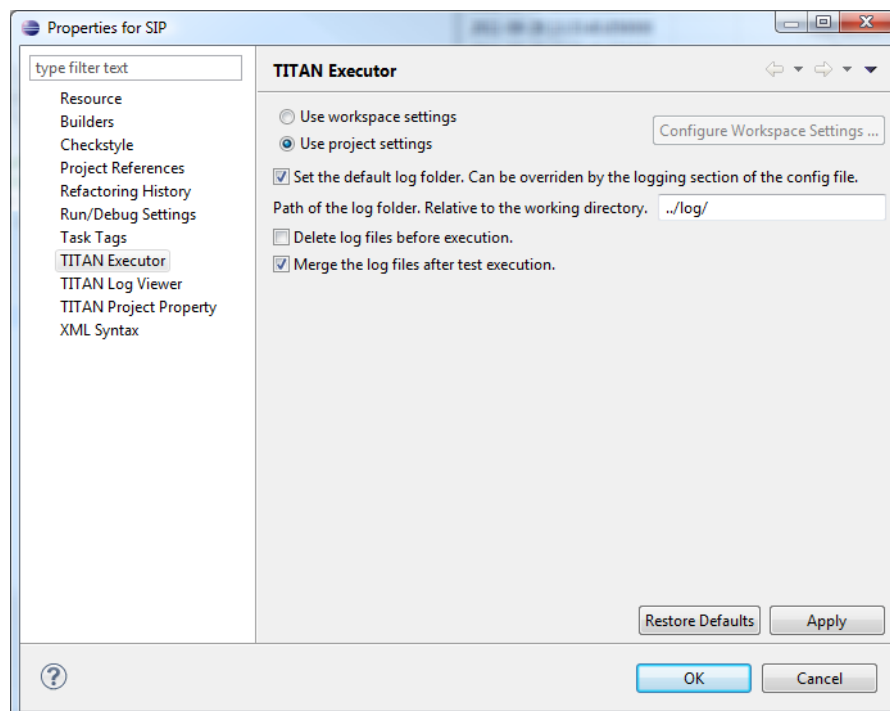 Properties for SIP
type filter text
Resource
Builders
Checkstyle
Project References
Refactoring History
Run/Debug Settings
Task Tags
TITAN Executor
TITAN Log Viewer
TITAN Project Property
XML Syntax
TITAN Executor
Use workspace settings
Use project settings
Configure Workspace Settings ...
Set the default log folder. Can be overriden by the logging section of the config file.
Path of the log folder. Relative to the working directory. ../log/
Delete log files before execution.
Merge the log files after test execution.
Restore Defaults Apply
OK Cancel